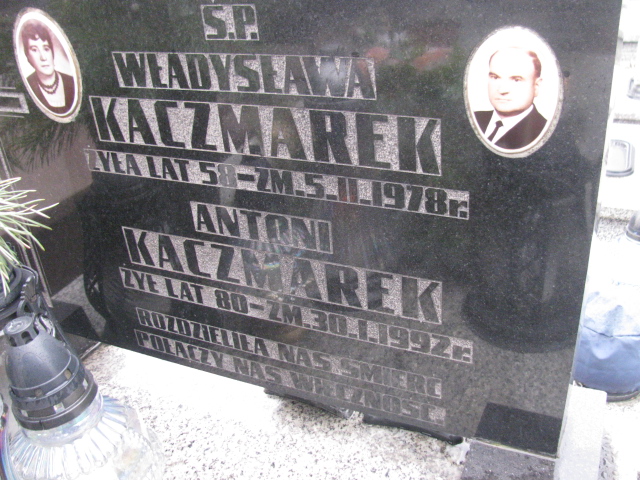 Ś.P.
WŁADYSŁAWA
KACZMAREK
ŻYŁA LAT 58-ZM.5.II.1978r.
ANTONI
KACZMAREK
ŻYŁ LAT 80-ZM.30.I.1992r.
ROZDZIELIŁA NAS ŚMIERĆ
POŁĄCZY NAS WIECZNOŚĆ.